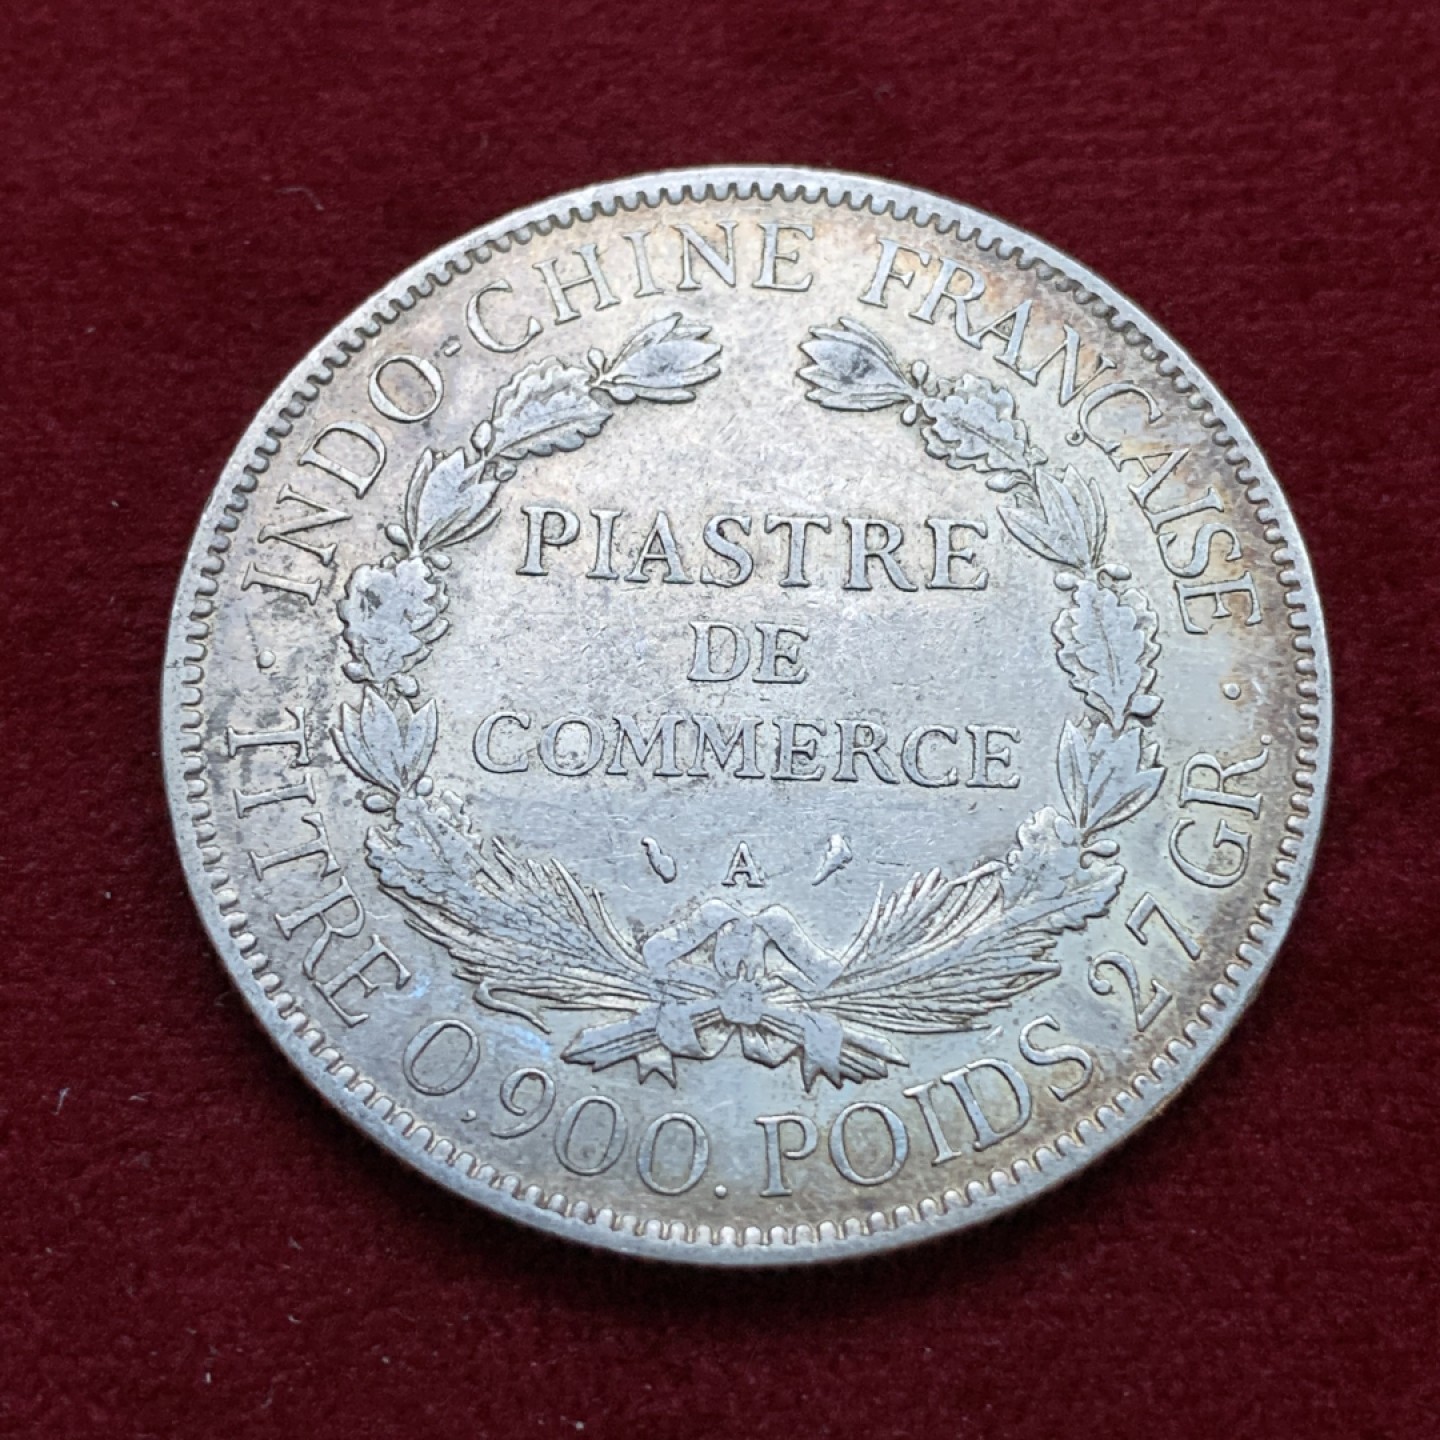 INDO-CHINE FRANÇAISE
PIASTRE
DE
COMMERCE
A
· TITRE 0,900. POIDS 27 GR. ·